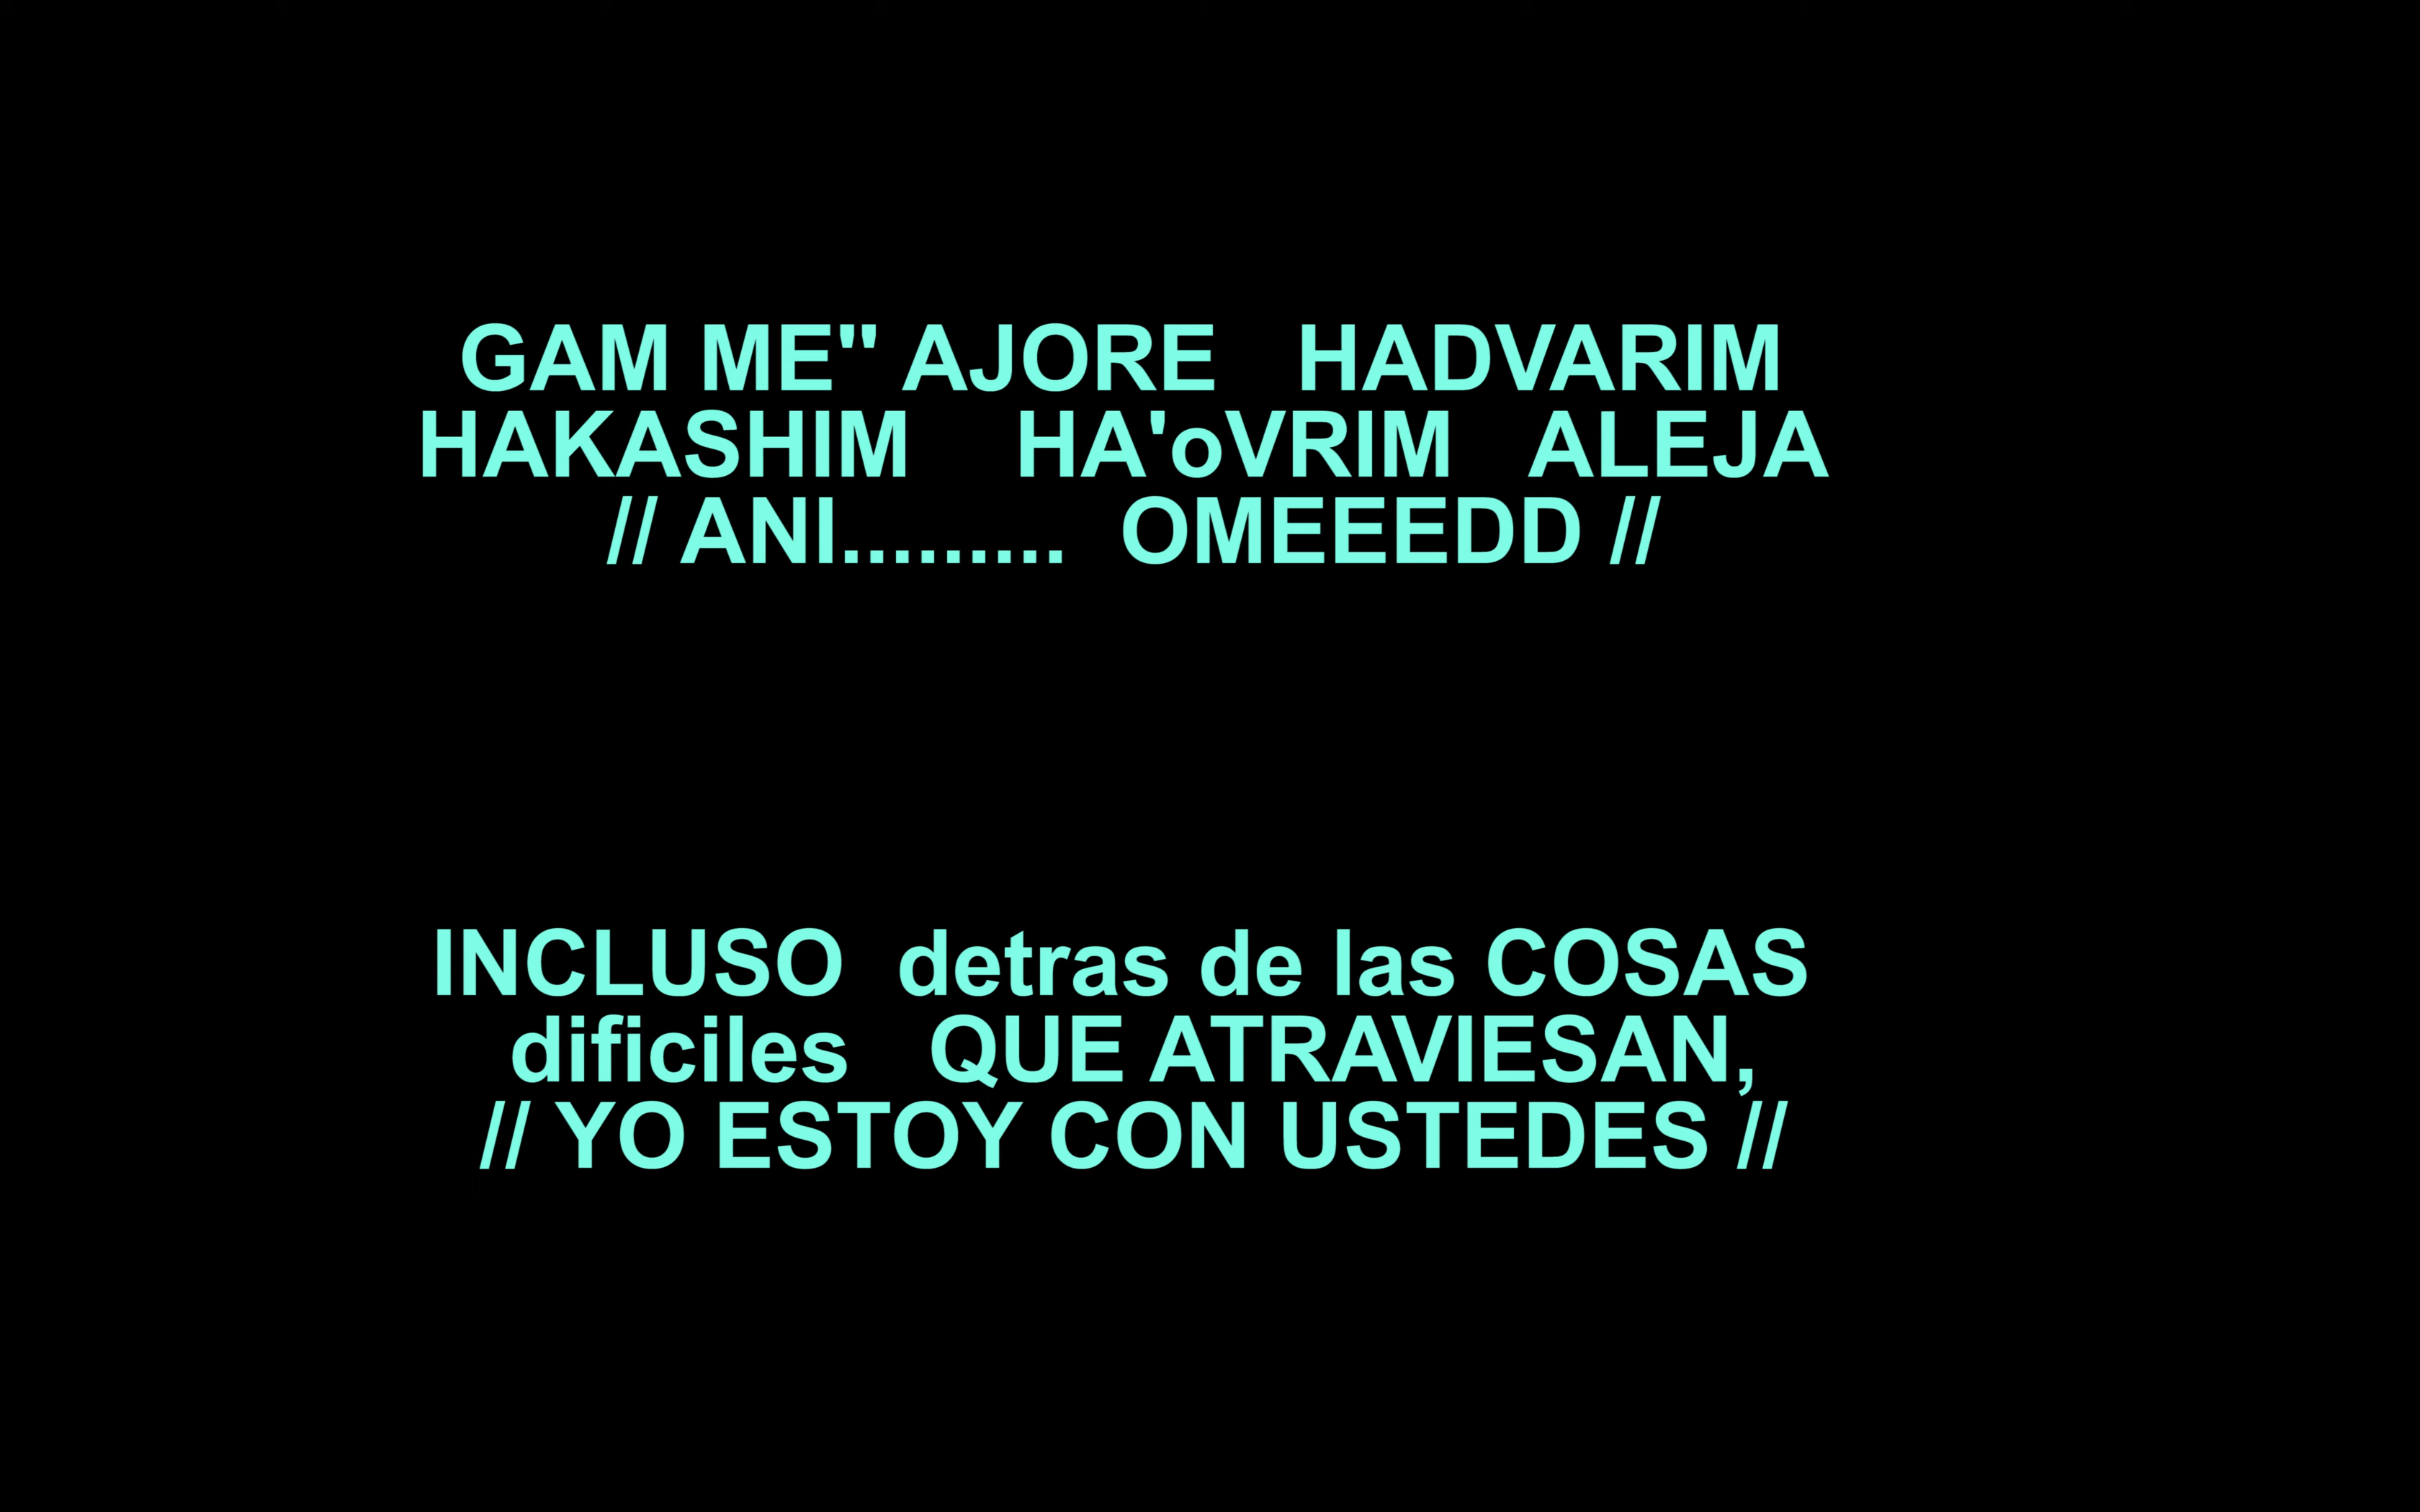 GAM ME" AJORE HADVARIM
HAKASHIM HA'oVRIM ALEJA
// ANI......... OMEEEDD //
INCLUSO detras de las COSAS
dificiles QUE ATRAVIESAN,
// YO ESTOY CON USTEDES //